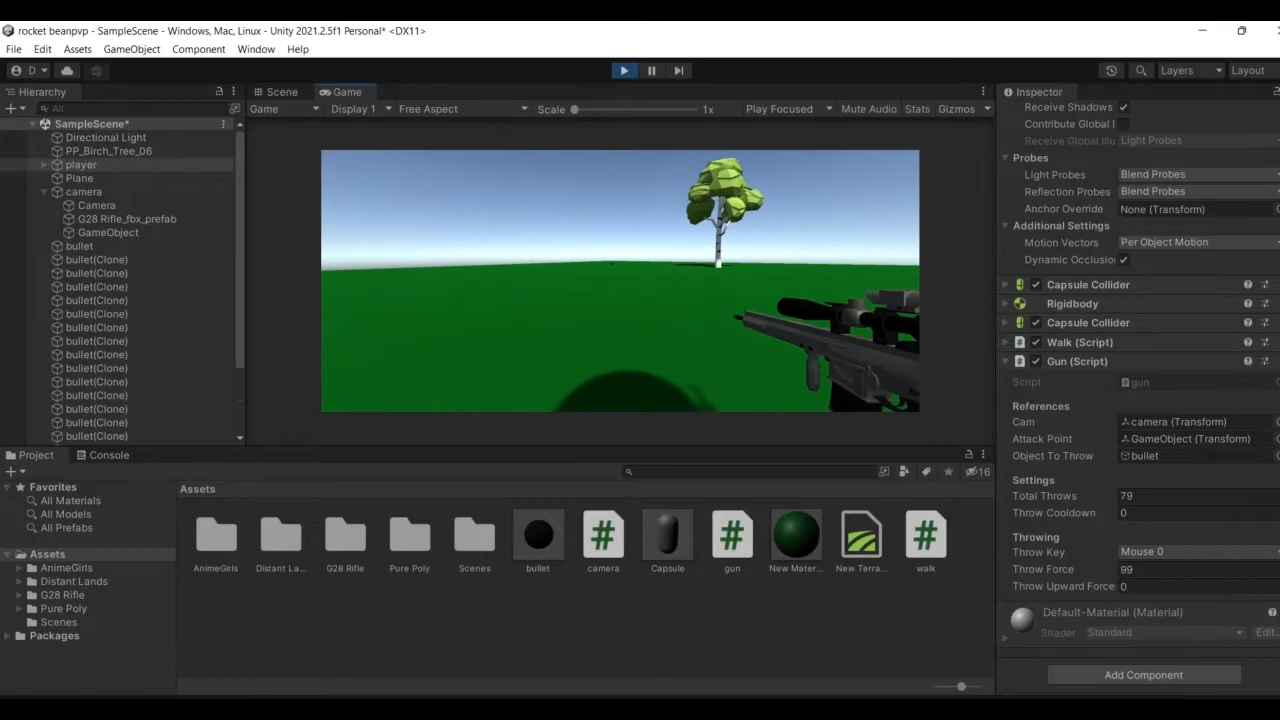 rocket beanpvp - SampleScene - Windows, Mac, Linux - Unity 2021.2.5f1 Personal* <DX11>
File Edit Assets GameObject Component Window Help
D Layers Layout
Hierarchy
All
SampleScene*
Directional Light
PP_Birch_Tree_06
player
Plane
camera
Camera
G28 Rifle_fbx_prefab
GameObject
bullet
bullet(Clone)
bullet(Clone)
bullet(Clone)
bullet(Clone)
bullet(Clone)
bullet(Clone)
bullet(Clone)
bullet(Clone)
bullet(Clone)
bullet(Clone)
bullet(Clone)
bullet(Clone)
bullet(Clone)
bullet(Clone)
Scene Game
Game Display 1 Free Aspect Scale 1x Play Focused Mute Audio Stats Gizmos
Inspector
Receive Shadows
Contribute Global I
Receive Global Illu Light Probes
Probes
Light Probes Blend Probes
Reflection Probes Blend Probes
Anchor Override None (Transform)
Additional Settings
Motion Vectors Per Object Motion
Dynamic Occlusion
Capsule Collider
Rigidbody
Capsule Collider
Walk (Script)
Gun (Script)
Script gun
References
Cam camera (Transform)
Attack Point GameObject (Transform)
Object To Throw bullet
Settings
Total Throws 79
Throw Cooldown 0
Throwing
Throw Key Mouse 0
Throw Force 99
Throw Upward Force 0
Default-Material (Material)
Shader Standard Edit..
Add Component
Project Console
16
Favorites
All Materials
All Models
All Prefabs
Assets
AnimeGirls
Distant Lands
G28 Rifle
Pure Poly
Scenes
Packages
Assets
AnimeGirls Distant La... G28 Rifle Pure Poly Scenes bullet camera Capsule gun New Mater... New Terra... walk